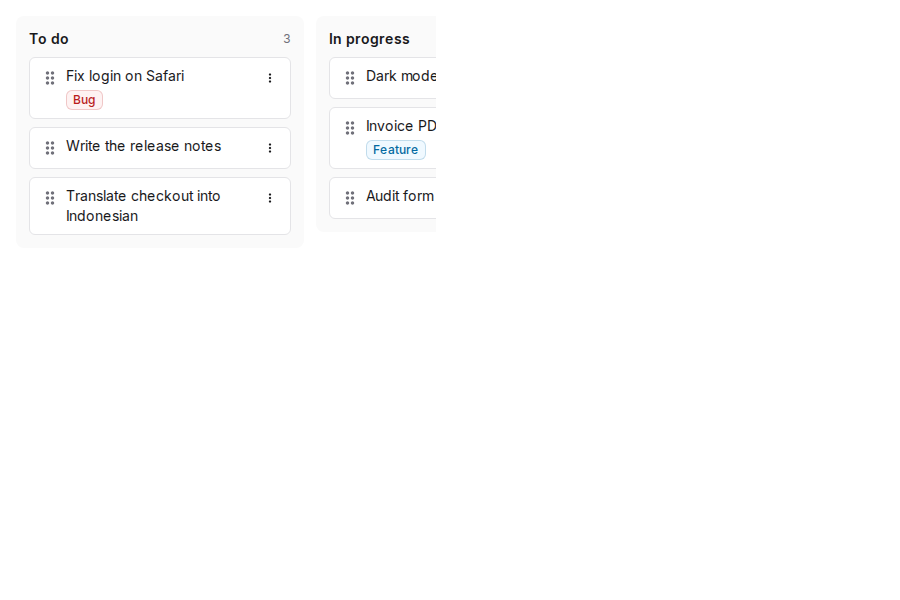 To do 3
Fix login on Safari
Bug
Write the release notes
Translate checkout into
Indonesian
In progress
Dark mode
Invoice PD
Feature
Audit form